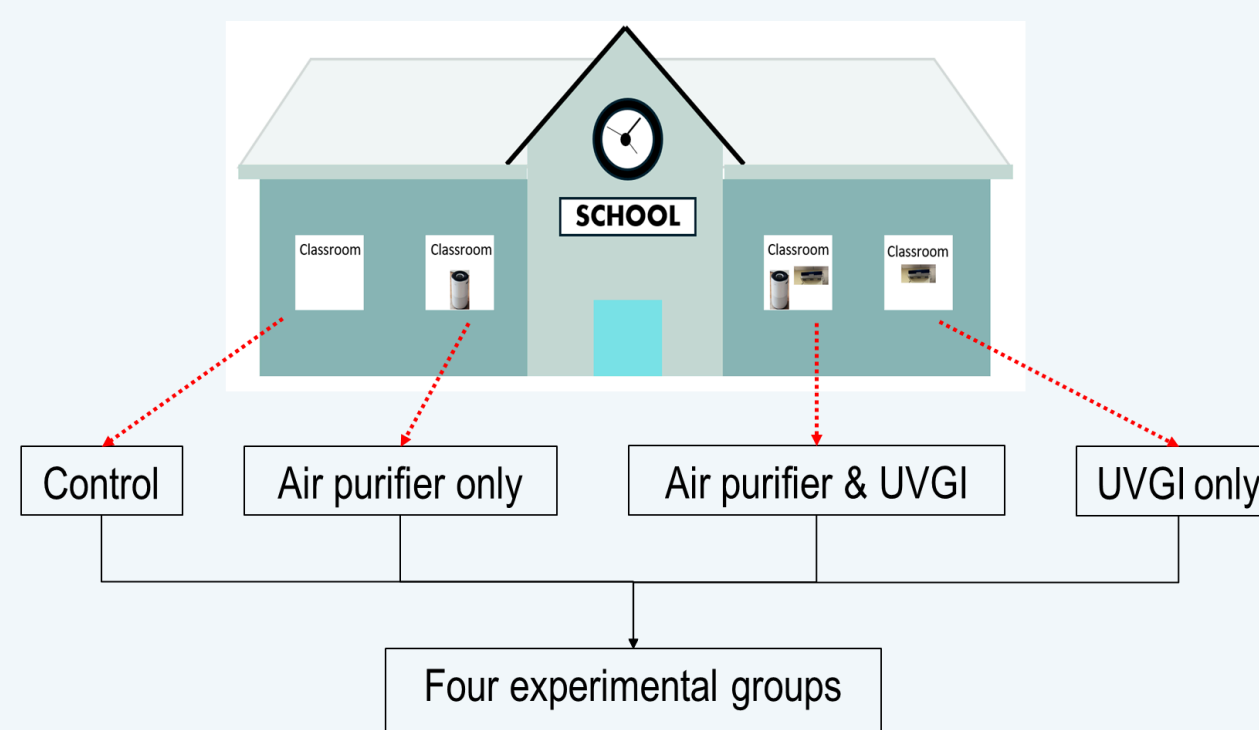 SCHOOL
Classroom
Classroom
Classroom
Classroom
Control
Air purifier only
Air purifier & UVGI
UVGI only
Four experimental groups